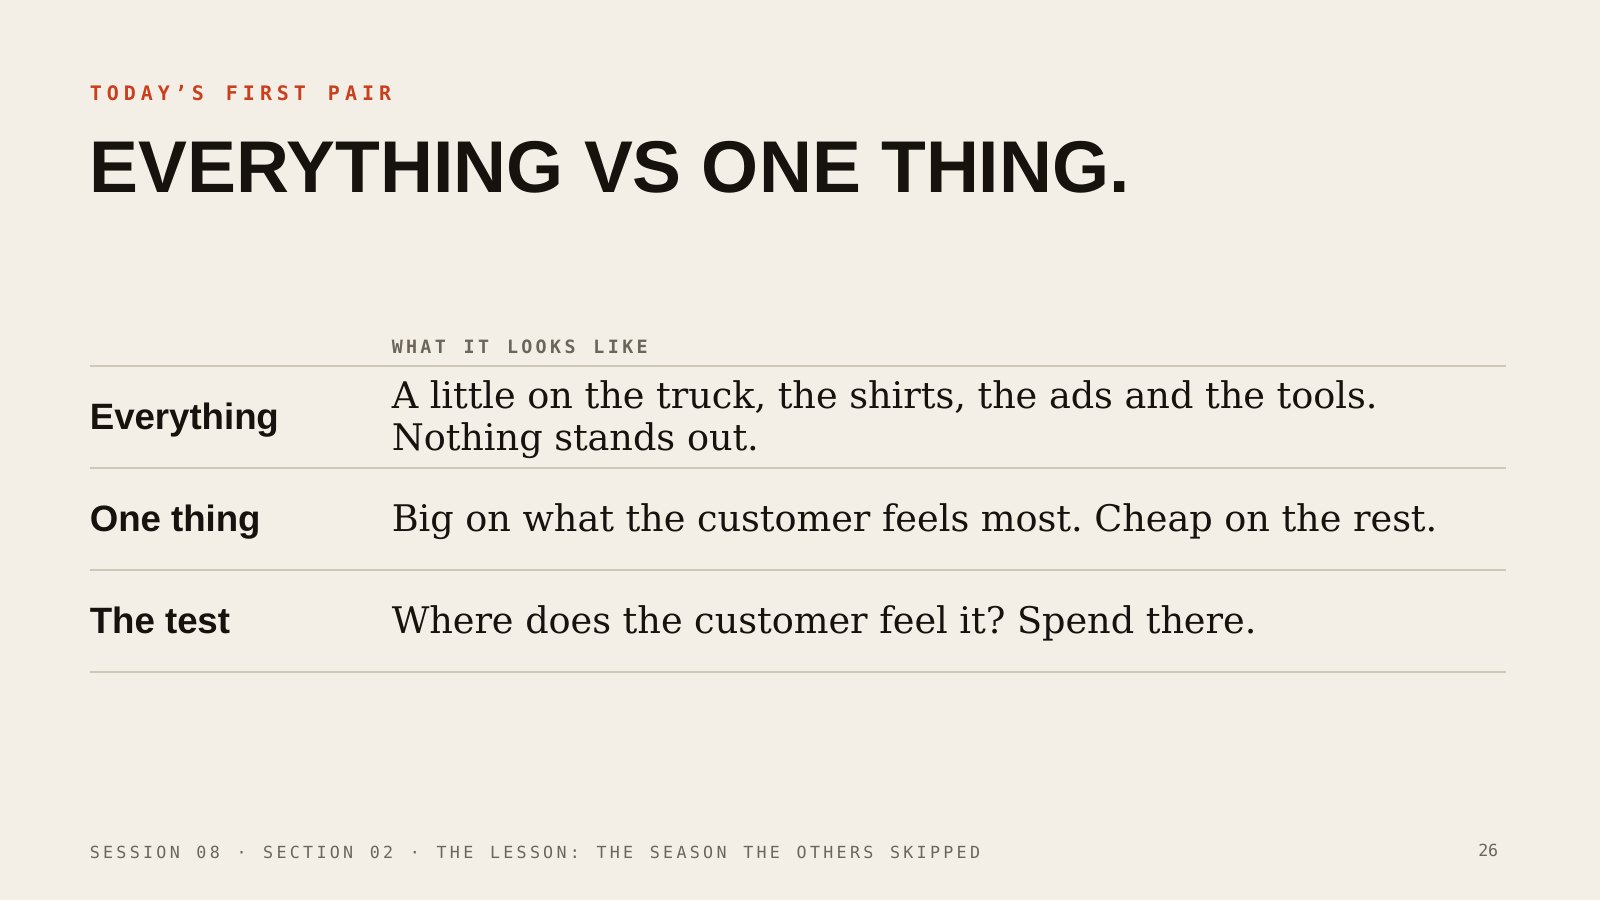 TODAY’S FIRST PAIR
EVERYTHING VS ONE THING.
WHAT IT LOOKS LIKE
Everything
A little on the truck, the shirts, the ads and the tools.
Nothing stands out.
One thing
Big on what the customer feels most. Cheap on the rest.
The test
Where does the customer feel it? Spend there.
SESSION 08 · SECTION 02 · THE LESSON: THE SEASON THE OTHERS SKIPPED
26